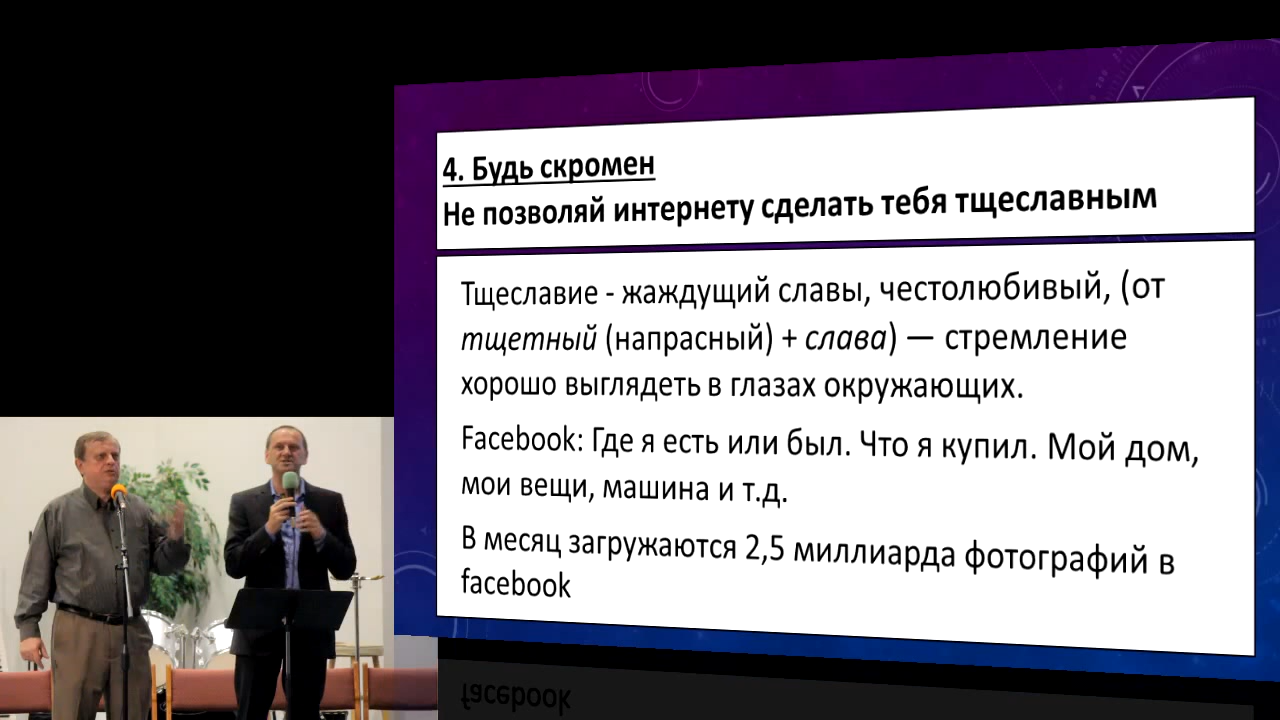 4. Будь скромен
Не позволяй интернету сделать тебя тщеславным
Тщеславие - жаждущий славы, честолюбивый, (от
тщетный (напрасный) + слава) — стремление
хорошо выглядеть в глазах окружающих.
Facebook: Где я есть или был. Что я купил. Мой дом,
мои вещи, машина и т.д.
В месяц загружаются 2,5 миллиарда фотографий в
facebook